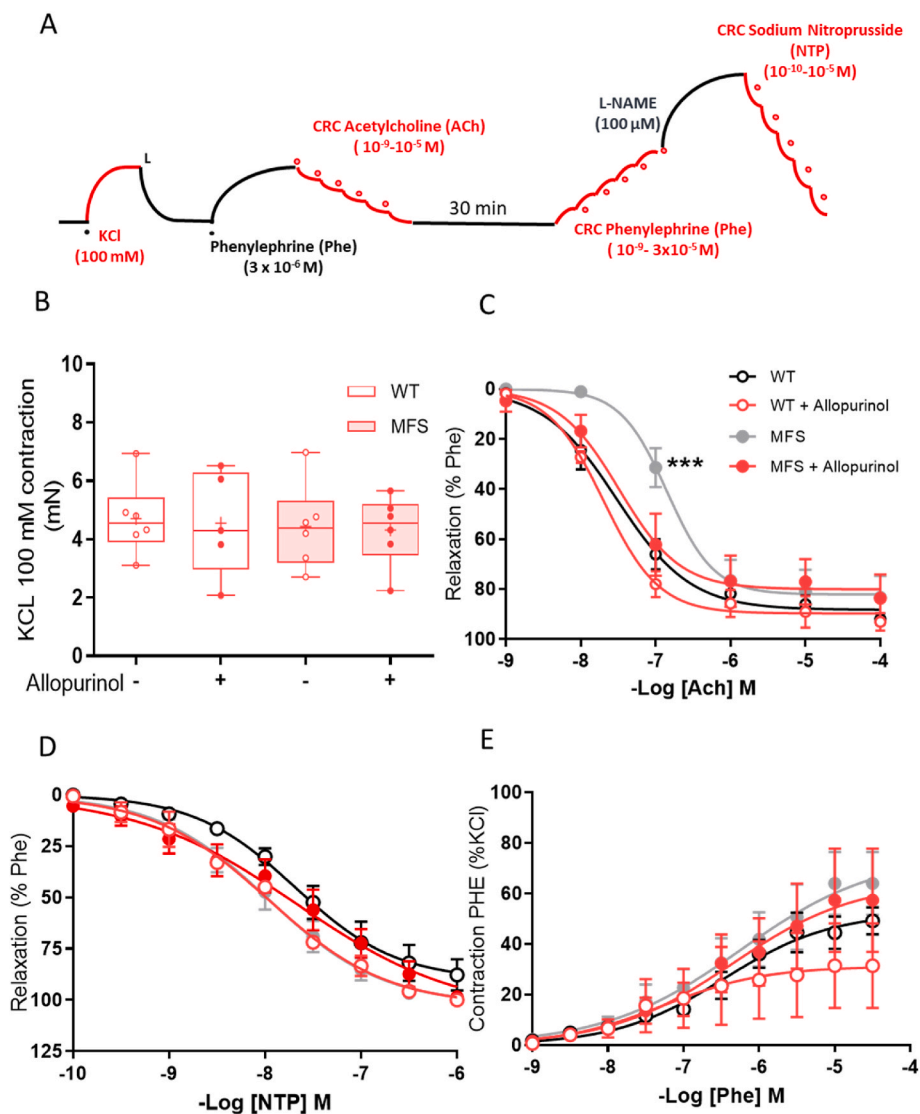 A
CRC Sodium Nitroprusside
(NTP)
(10⁻¹⁰-10⁻⁵ M)
L-NAME
(100 µM)
CRC Acetylcholine (ACh)
( 10⁻⁹-10⁻⁵ M)
L
30 min
KCl
(100 mM)
Phenylephrine (Phe)
(3 x 10⁻⁶ M)
CRC Phenylephrine (Phe)
( 10⁻⁹- 3x10⁻⁵ M)
B
KCL 100 mM contraction
(mN)
10
8
6
4
2
0
WT
MFS
Allopurinol - + - +
C
Relaxation (% Phe)
0
20
40
60
80
100
***
WT
WT + Allopurinol
MFS
MFS + Allopurinol
-9 -8 -7 -6 -5 -4
-Log [Ach] M
D
Relaxation (% Phe)
0
25
50
75
100
125
-10 -9 -8 -7 -6
-Log [NTP] M
E
Contraction PHE (%KCl)
100
80
60
40
20
0
-9 -8 -7 -6 -5 -4
-Log [Phe] M